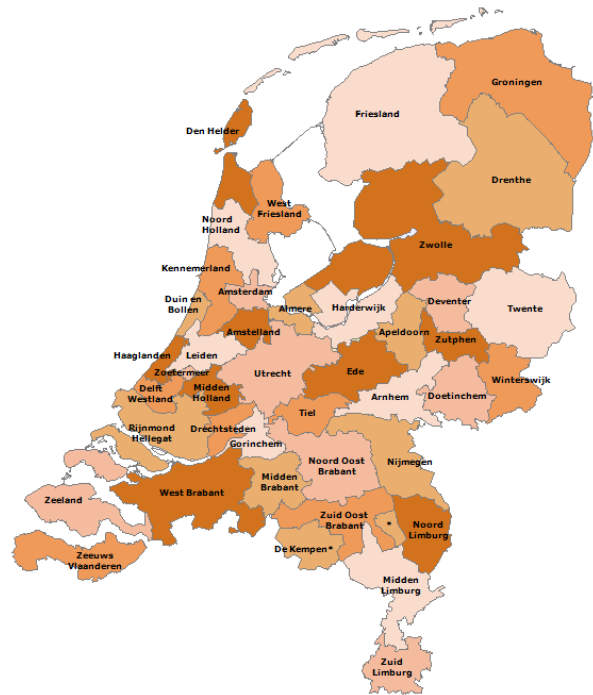 Groningen
Friesland
Den Helder
Drenthe
West
Friesland
Noord
Holland
Zwolle
Kennemerland
Amsterdam
Duin en
Bollen
Almere
Harderwijk
Deventer
Twente
Amstelland
Apeldoorn
Zutphen
Haaglanden
Leiden
Zoetermeer
Utrecht
Ede
Winterswijk
Delft
Westland
Midden
Holland
Arnhem
Doetinchem
Tiel
Rijnmond
Hellegat
Drechtsteden
Gorinchem
Noord Oost
Brabant
Nijmegen
Midden
Brabant
West Brabant
Zeeland
Zuid Oost
Brabant
*
Noord
Limburg
De Kempen*
Zeeuws
Vlaanderen
Midden
Limburg
Zuid
Limburg